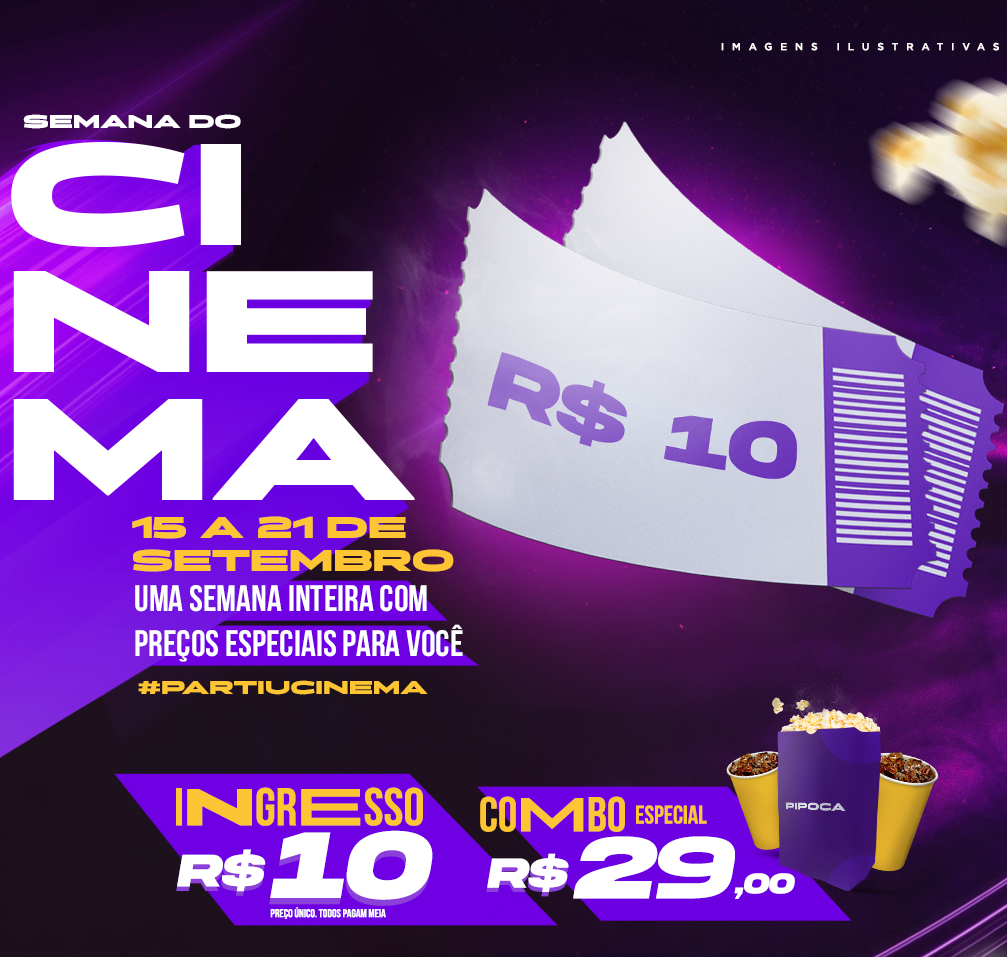 IMAGENS ILUSTRATIVAS
SEMANA DO
CI
NE
MA
15 A 21 DE
SETEMBRO
UMA SEMANA INTEIRA COM
PREÇOS ESPECIAIS PARA VOCÊ
#PARTIUCINEMA
R$ 10
INGRESSO
R$10
PREÇO ÚNICO. TODOS PAGAM MEIA
COMBO ESPECIAL
R$29,00
PIPOCA